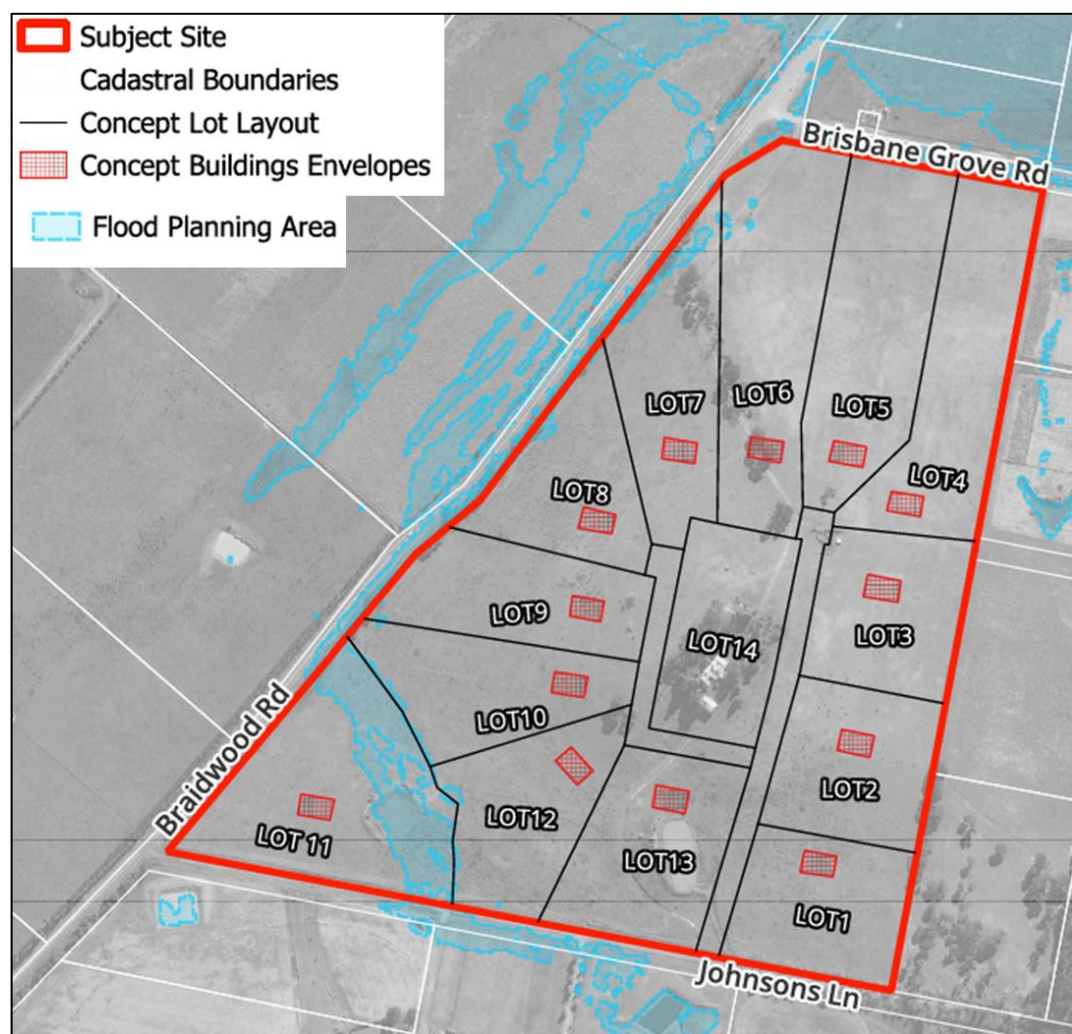 Subject Site
Cadastral Boundaries
Concept Lot Layout
Concept Buildings Envelopes
Flood Planning Area
Brisbane Grove Rd
LOT7
LOT6
LOT5
LOT4
LOT8
LOT9
LOT3
LOT14
LOT10
LOT2
Braidwood Rd
LOT 11
LOT12
LOT13
LOT1
Johnsons Ln